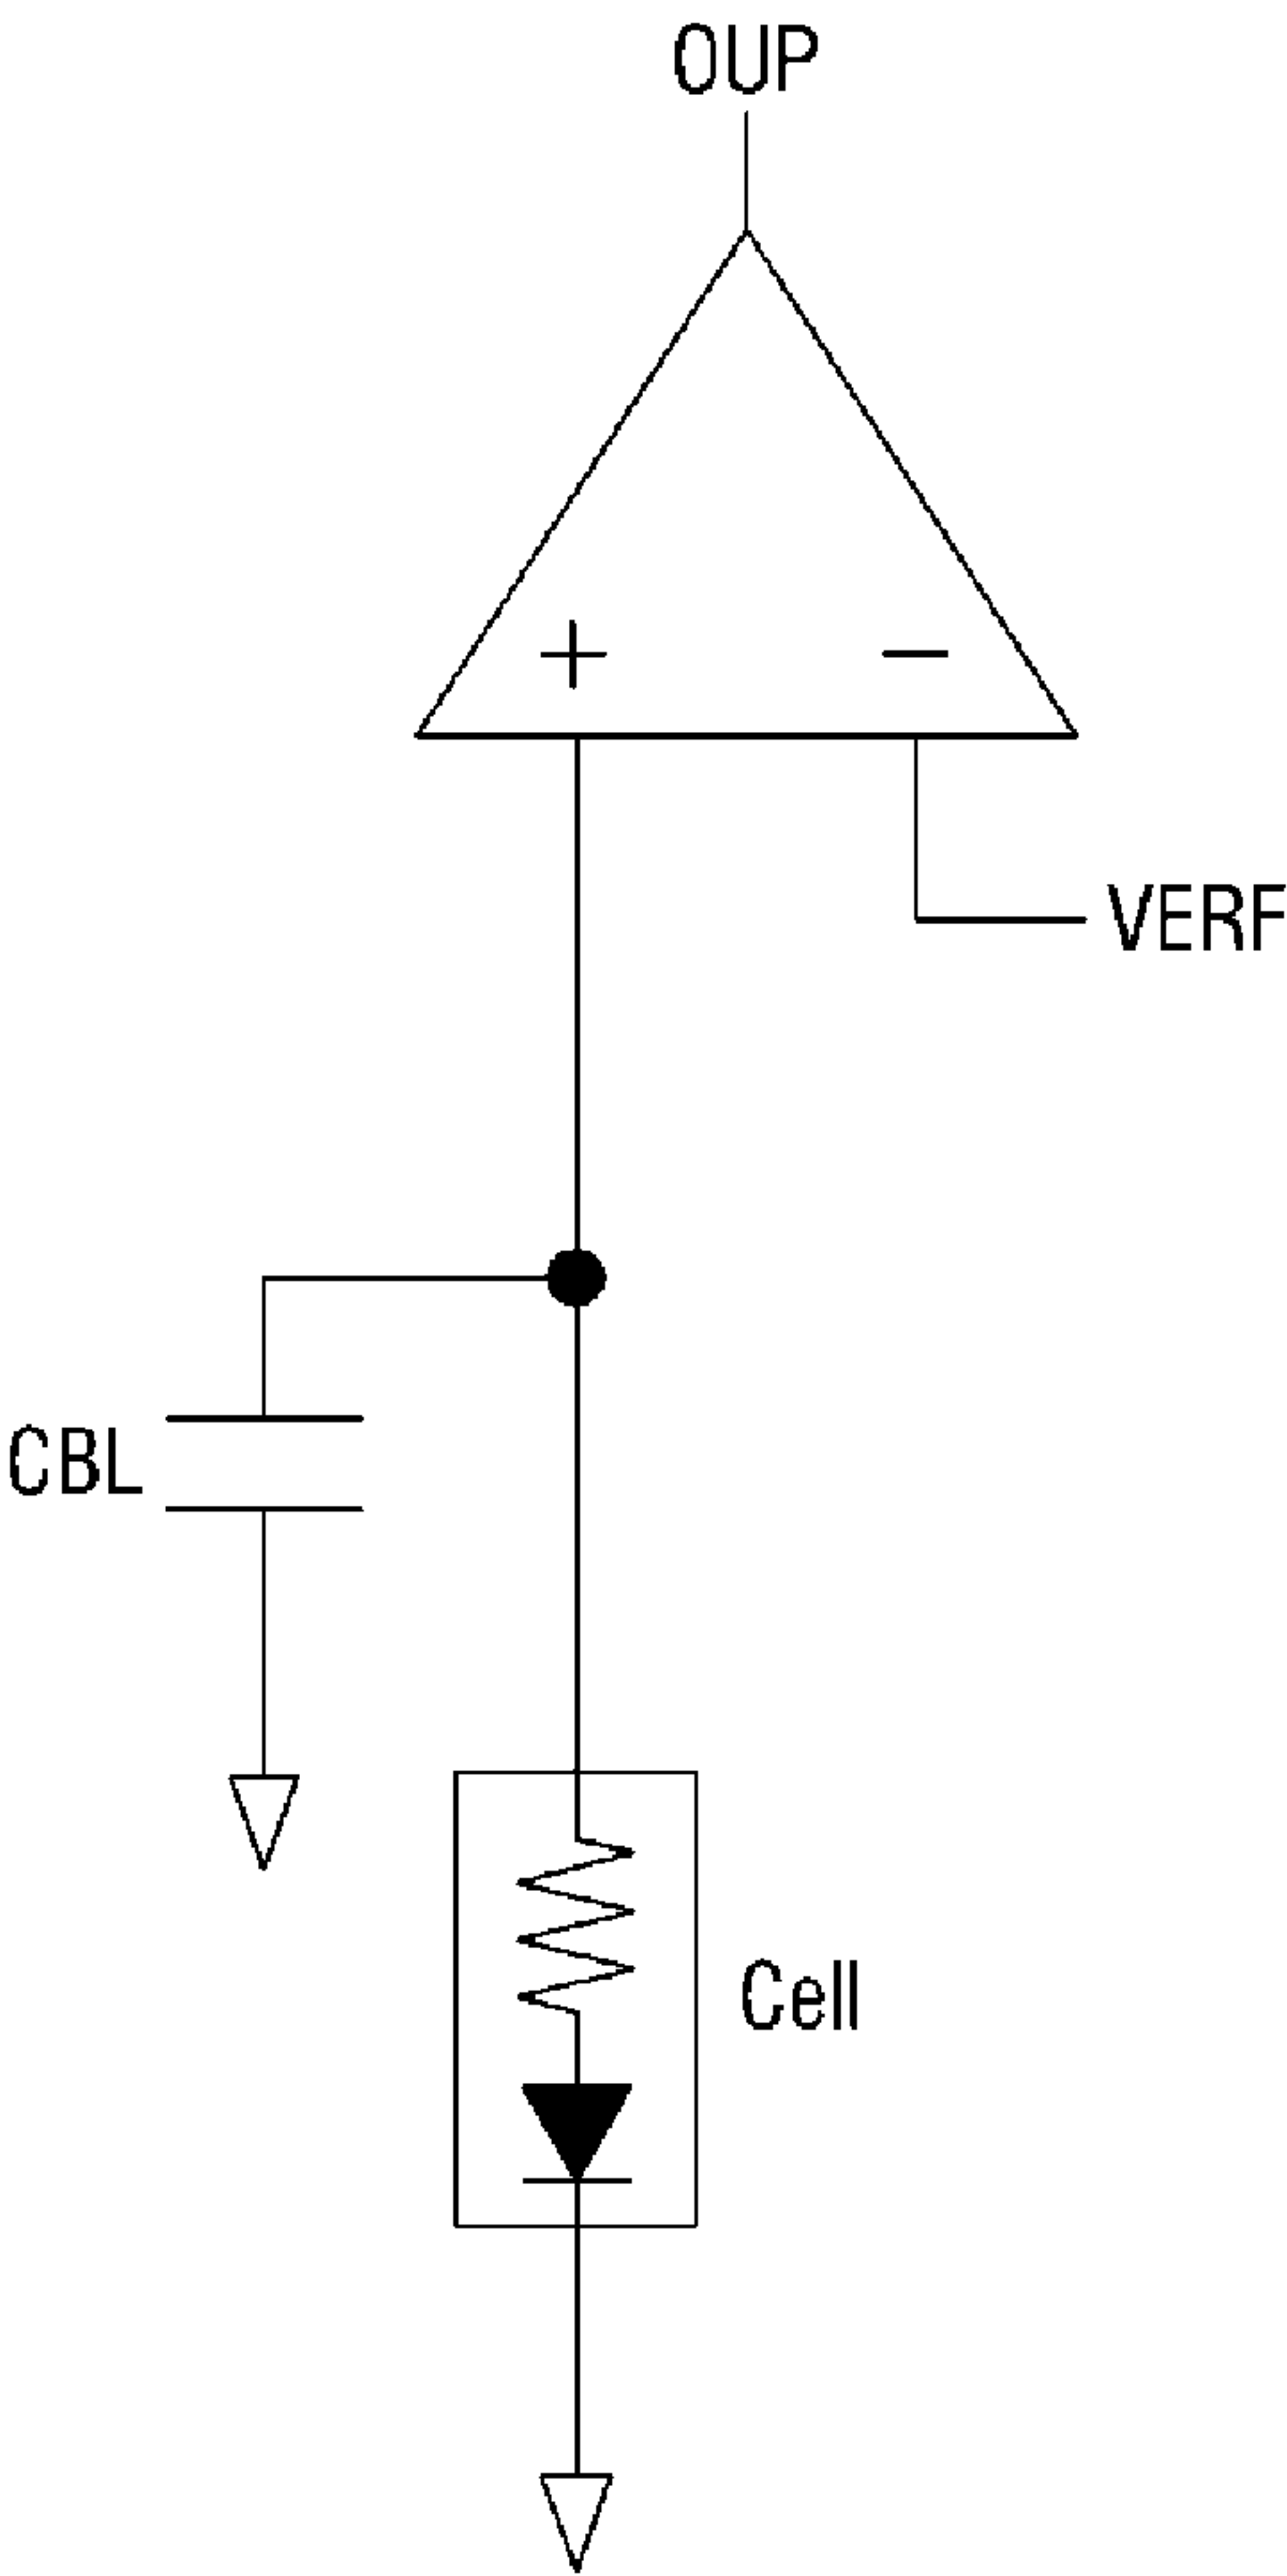 OUP
+ −
VERF
CBL
Cell